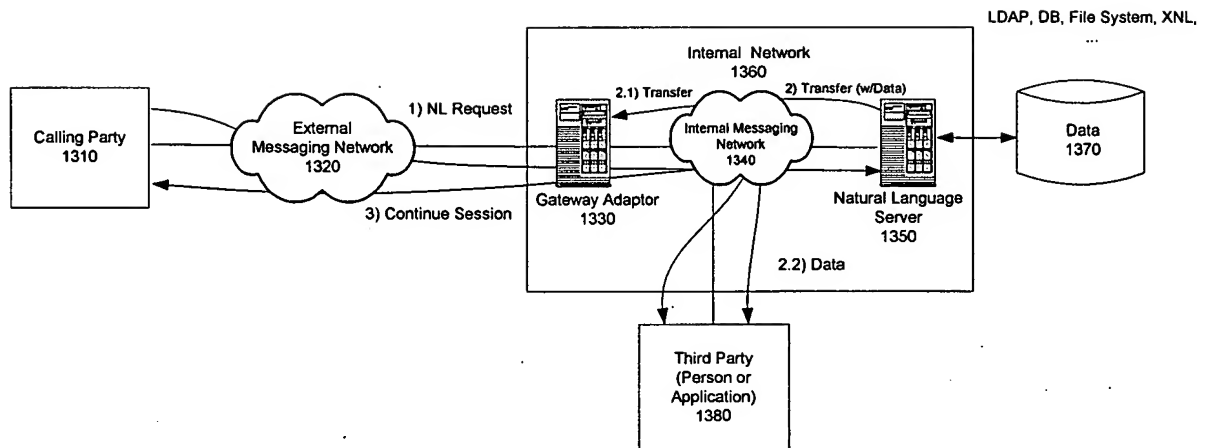 LDAP, DB, File System, XNL,
...
Internal Network
1360
2.1) Transfer
2) Transfer (w/Data)
1) NL Request
Calling Party
1310
External
Messaging Network
1320
Internal Messaging
Network
1340
Data
1370
3) Continue Session
Gateway Adaptor
1330
Natural Language
Server
1350
2.2) Data
Third Party
(Person or
Application)
1380